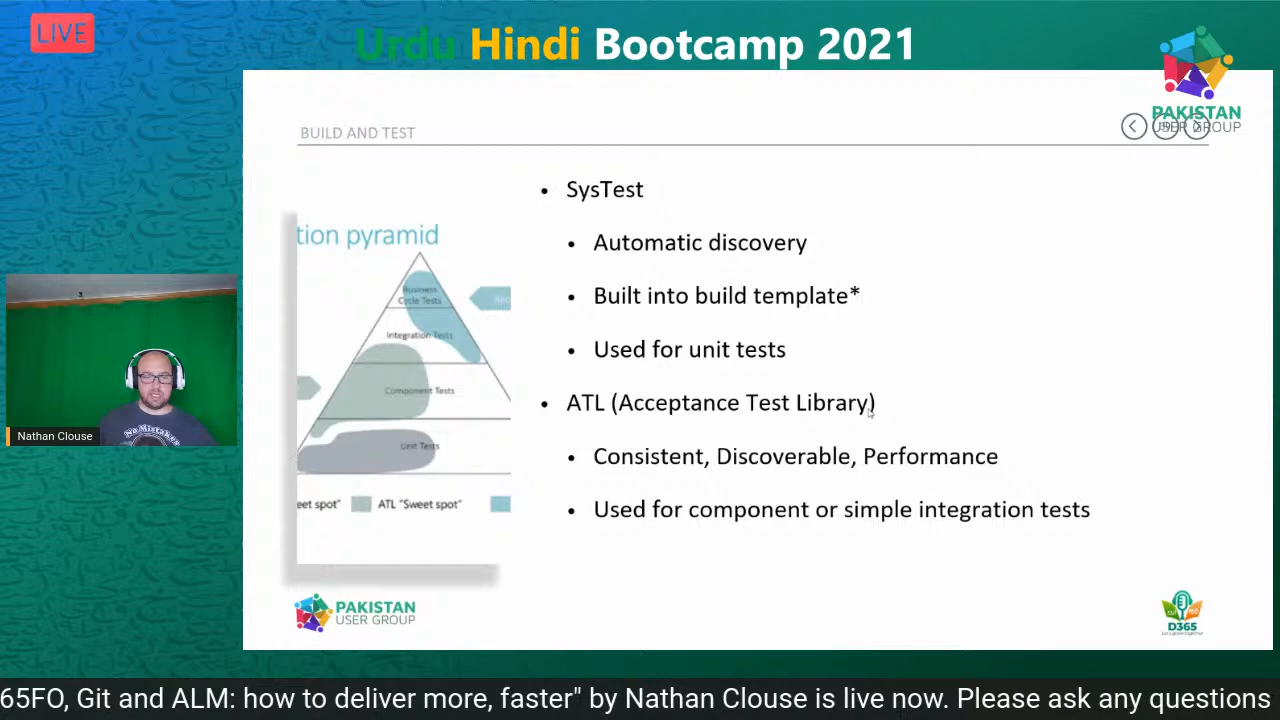 LIVE
Urdu Hindi Bootcamp 2021
PAKISTAN
USER GROUP
BUILD AND TEST
• SysTest
• Automatic discovery
• Built into build template*
• Used for unit tests
• ATL (Acceptance Test Library)
• Consistent, Discoverable, Performance
• Used for component or simple integration tests
tion pyramid
Business
Cycle Tests
Rec
Integration Tests
Component Tests
Unit Tests
eet spot"
ATL "Sweet spot"
No Mistakes
Nathan Clouse
PAKISTAN
USER GROUP
D365
65FO, Git and ALM: how to deliver more, faster" by Nathan Clouse is live now. Please ask any questions